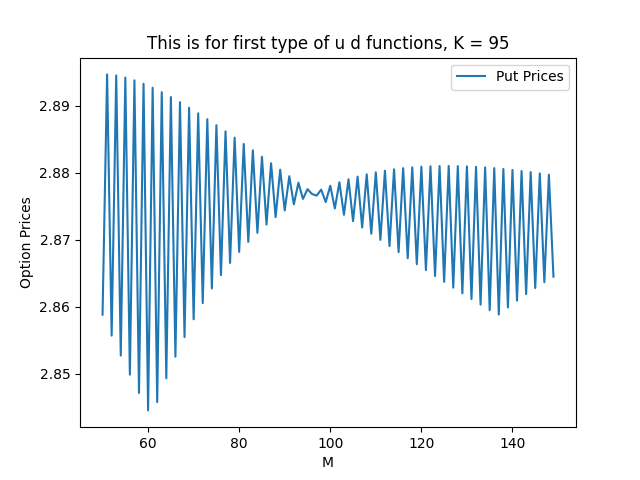 This is for first type of u d functions, K = 95
Put Prices
Option Prices
2.89
2.88
2.87
2.86
2.85
60 80 100 120 140
M